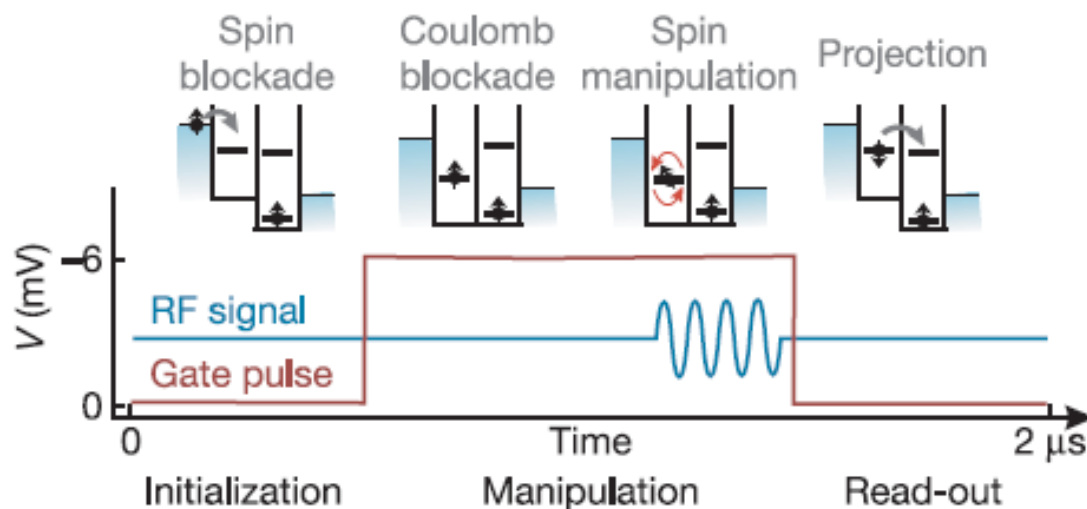 Spin
blockade
Coulomb
blockade
Spin
manipulation
Projection
V (mV)
−6
RF signal
Gate pulse
0
0
Time
2 μs
Initialization
Manipulation
Read-out